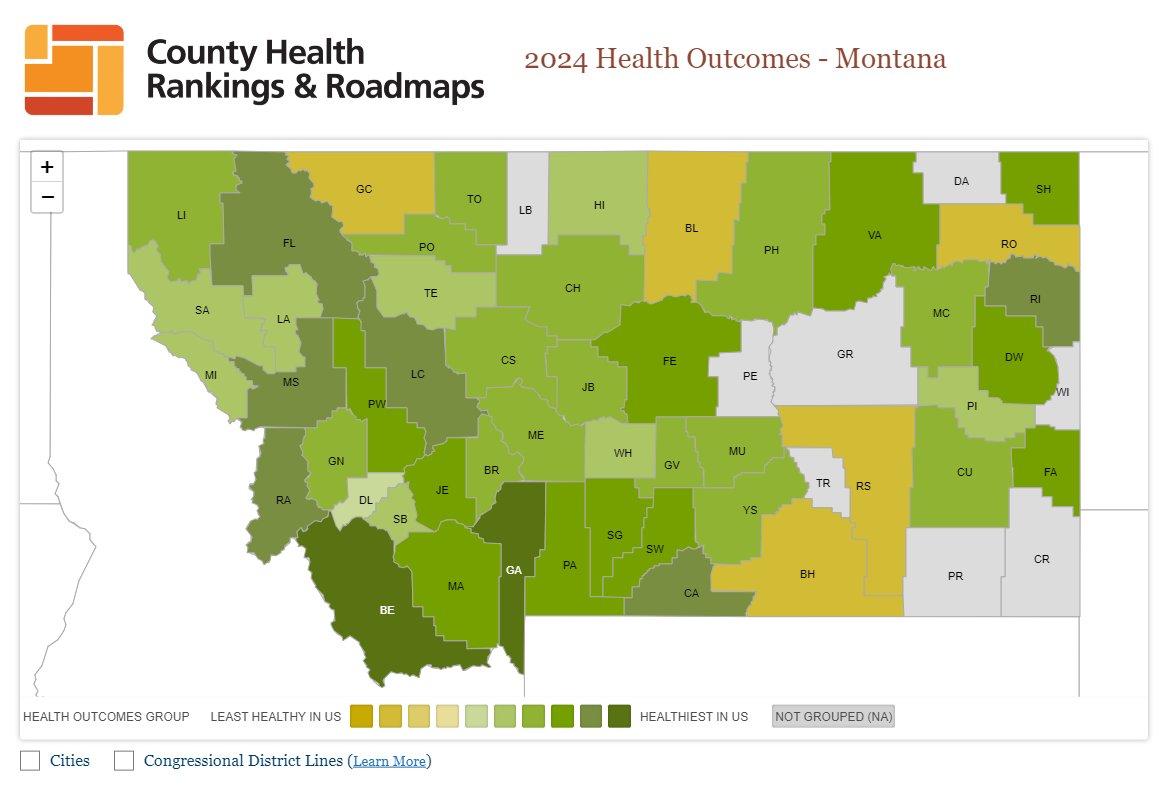 County Health
Rankings & Roadmaps
2024 Health Outcomes - Montana
+
−
LI
FL
GC
TO
LB
HI
BL
PH
VA
DA
SH
RO
PO
TE
CH
SA
LA
MC
RI
MI
MS
PW
LC
CS
JB
FE
PE
GR
DW
WI
PI
ME
WH
GV
MU
TR
RS
CU
FA
GN
RA
DL
SB
JE
BR
YS
SG
SW
PA
GA
MA
BE
CA
BH
PR
CR
HEALTH OUTCOMES GROUP LEAST HEALTHY IN US HEALTHIEST IN US NOT GROUPED (NA)
Cities Congressional District Lines (Learn More)